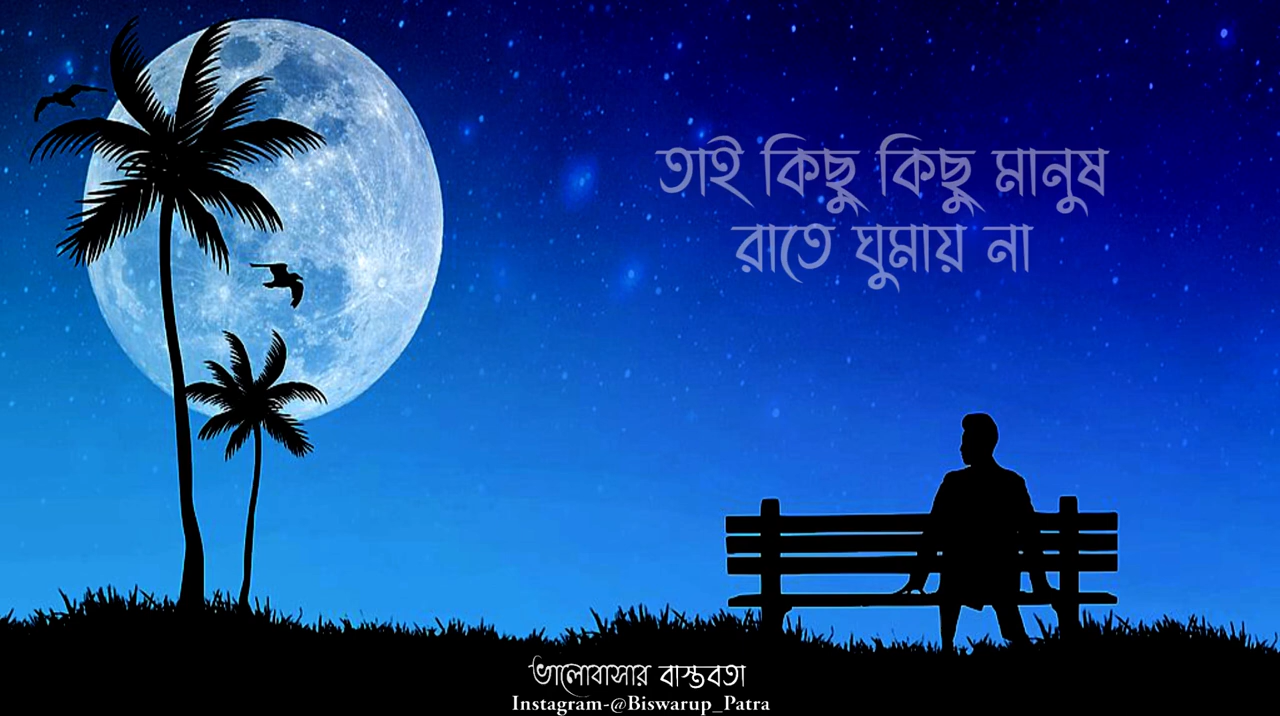 তাই কিছু কিছু মানুষ
রাতে ঘুমায় না
ভালোবাসার বাস্তবতা
Instagram-@Biswarup_Patra